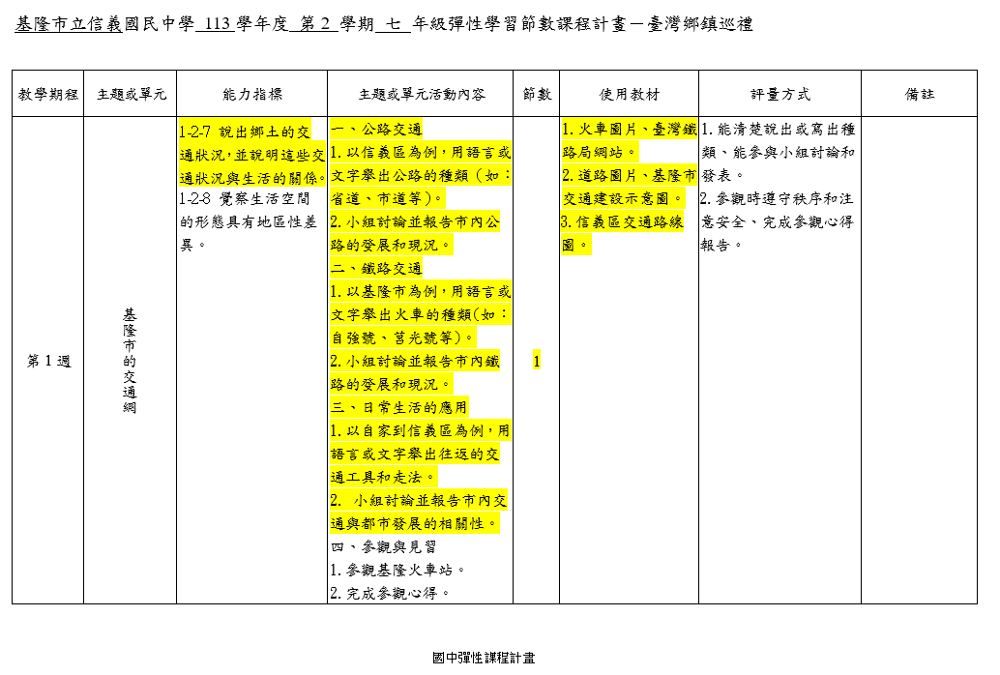 基隆市立信義國民中學 113 學年度 第 2 學期 七 年級彈性學習節數課程計畫－臺灣鄉鎮巡禮
教學期程 主題或單元 能力指標 主題或單元活動內容 節數 使用教材 評量方式 備註
第 1 週
基隆市的交通網
1-2-7 說出鄉土的交
通狀況，並說明這些交
通狀況與生活的關係。
1-2-8 覺察生活空間
的形態具有地區性差
異。
一、公路交通
1.以信義區為例，用語言或
文字舉出公路的種類（如：
省道、市道等）。
2.小組討論並報告市內公
路的發展和現況。
二、鐵路交通
1.以基隆市為例，用語言或
文字舉出火車的種類(如：
自強號、莒光號等)。
2.小組討論並報告市內鐵
路的發展和現況。
三、日常生活的應用
1.以自家到信義區為例，用
語言或文字舉出往返的交
通工具和走法。
2. 小組討論並報告市內交
通與都市發展的相關性。
四、參觀與見習
1.參觀基隆火車站。
2.完成參觀心得。
1
1.火車圖片、臺灣鐵
路局網站。
2.道路圖片、基隆市
交通建設示意圖。
3.信義區交通路線
圖。
1.能清楚說出或寫出種
類、能參與小組討論和
發表。
2.參觀時遵守秩序和注
意安全、完成參觀心得
報告。
國中彈性課程計畫